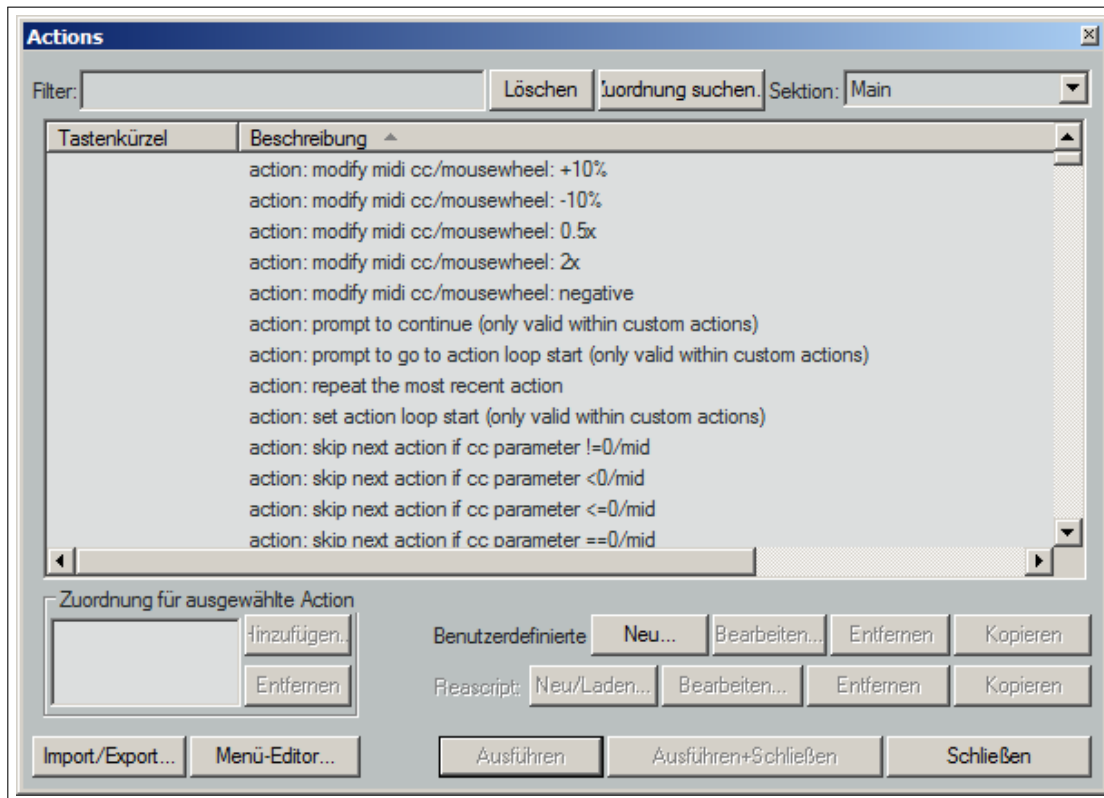 Actions
Filter: Löschen Zuordnung suchen. Sektion: Main
Tastenkürzel Beschreibung
action: modify midi cc/mousewheel: +10%
action: modify midi cc/mousewheel: -10%
action: modify midi cc/mousewheel: 0.5x
action: modify midi cc/mousewheel: 2x
action: modify midi cc/mousewheel: negative
action: prompt to continue (only valid within custom actions)
action: prompt to go to action loop start (only valid within custom actions)
action: repeat the most recent action
action: set action loop start (only valid within custom actions)
action: skip next action if cc parameter !=0/mid
action: skip next action if cc parameter <0/mid
action: skip next action if cc parameter <=0/mid
action: skip next action if cc parameter ==0/mid
Zuordnung für ausgewählte Action
Hinzufügen.. Benutzerdefinierte Neu... Bearbeiten... Entfernen Kopieren
Entfernen Reascript: Neu/Laden... Bearbeiten... Entfernen Kopieren
Import/Export... Menü-Editor... Ausführen Ausführen+Schließen Schließen